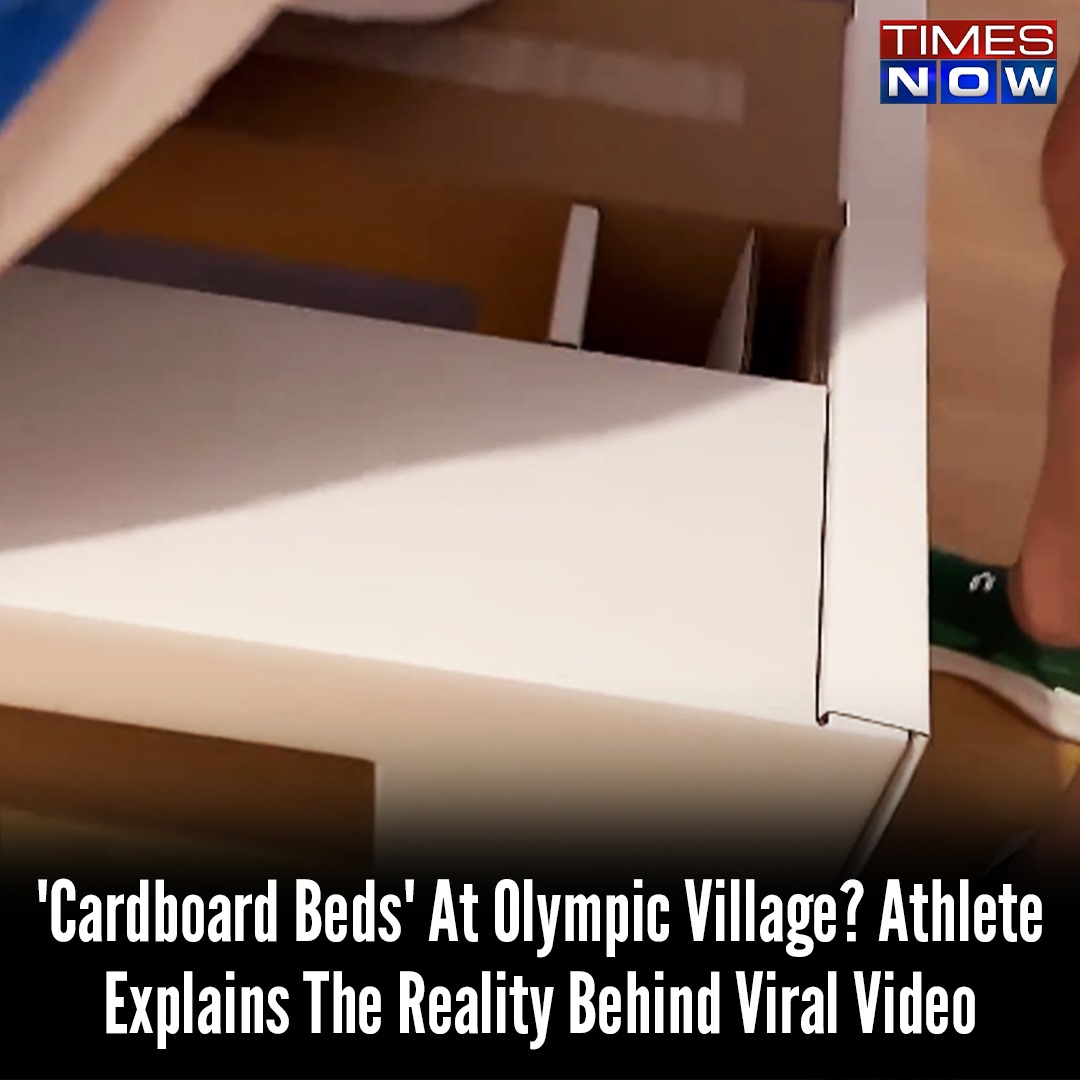 TIMES
NOW
'Cardboard Beds' At Olympic Village? Athlete
Explains The Reality Behind Viral Video